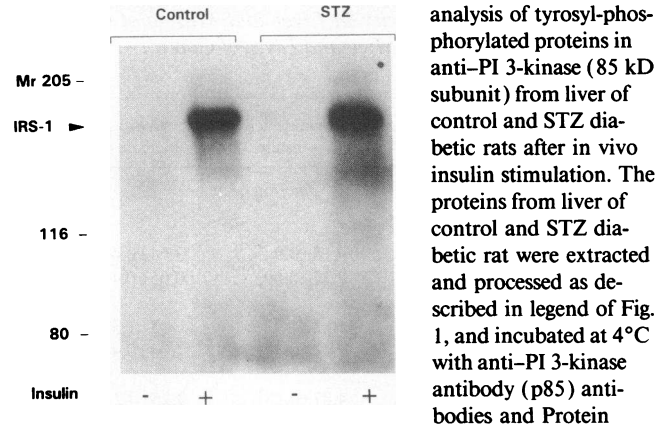 Control STZ
Mr 205 –
IRS-1 ►
116 –
80 –
Insulin - + - +
analysis of tyrosyl-phos-
phorylated proteins in
anti–PI 3-kinase (85 kD
subunit) from liver of
control and STZ dia-
betic rats after in vivo
insulin stimulation. The
proteins from liver of
control and STZ dia-
betic rat were extracted
and processed as de-
scribed in legend of Fig.
1, and incubated at 4°C
with anti–PI 3-kinase
antibody (p85) anti-
bodies and Protein